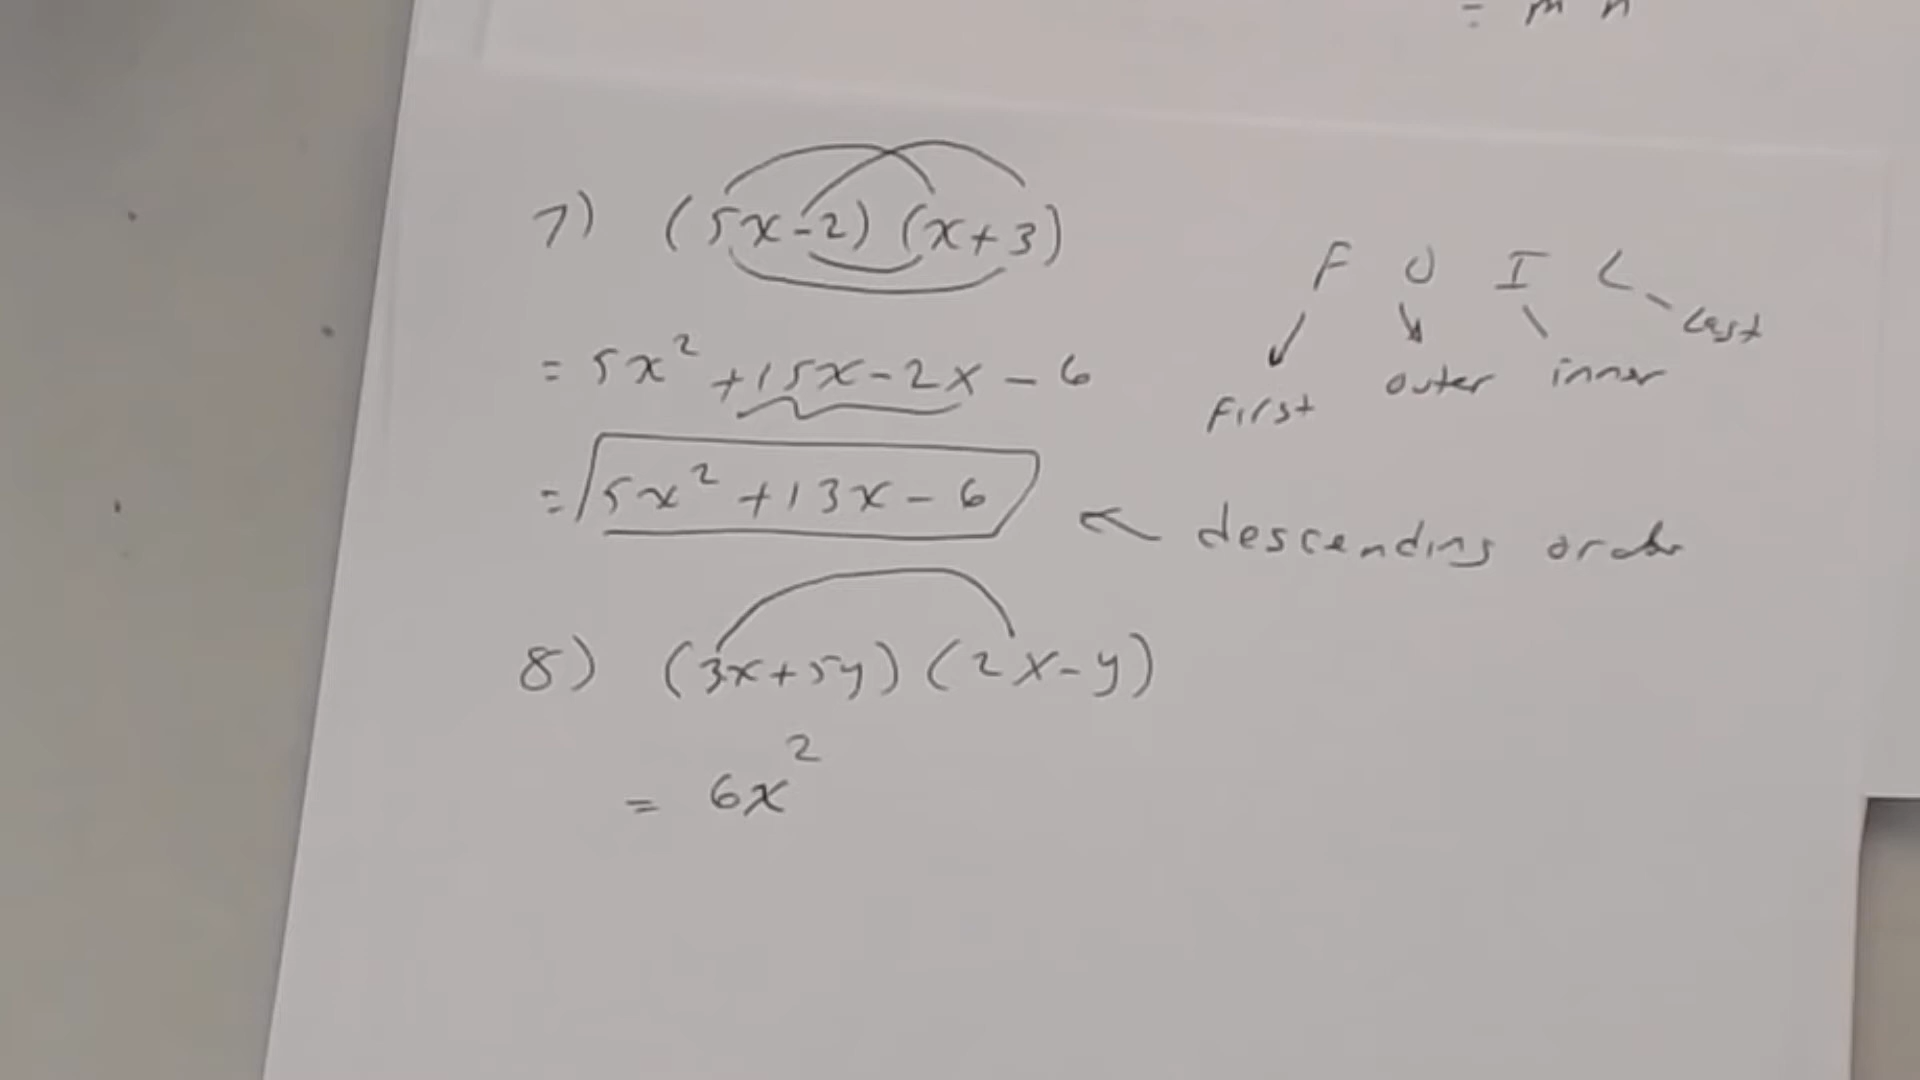 = m n
7) (5x-2) (x+3)
F O I L
First outer inner Last
= 5x² +15x-2x - 6
= 5x² +13x - 6
descending order
8) (3x+5y) (2x-y)
= 6x²